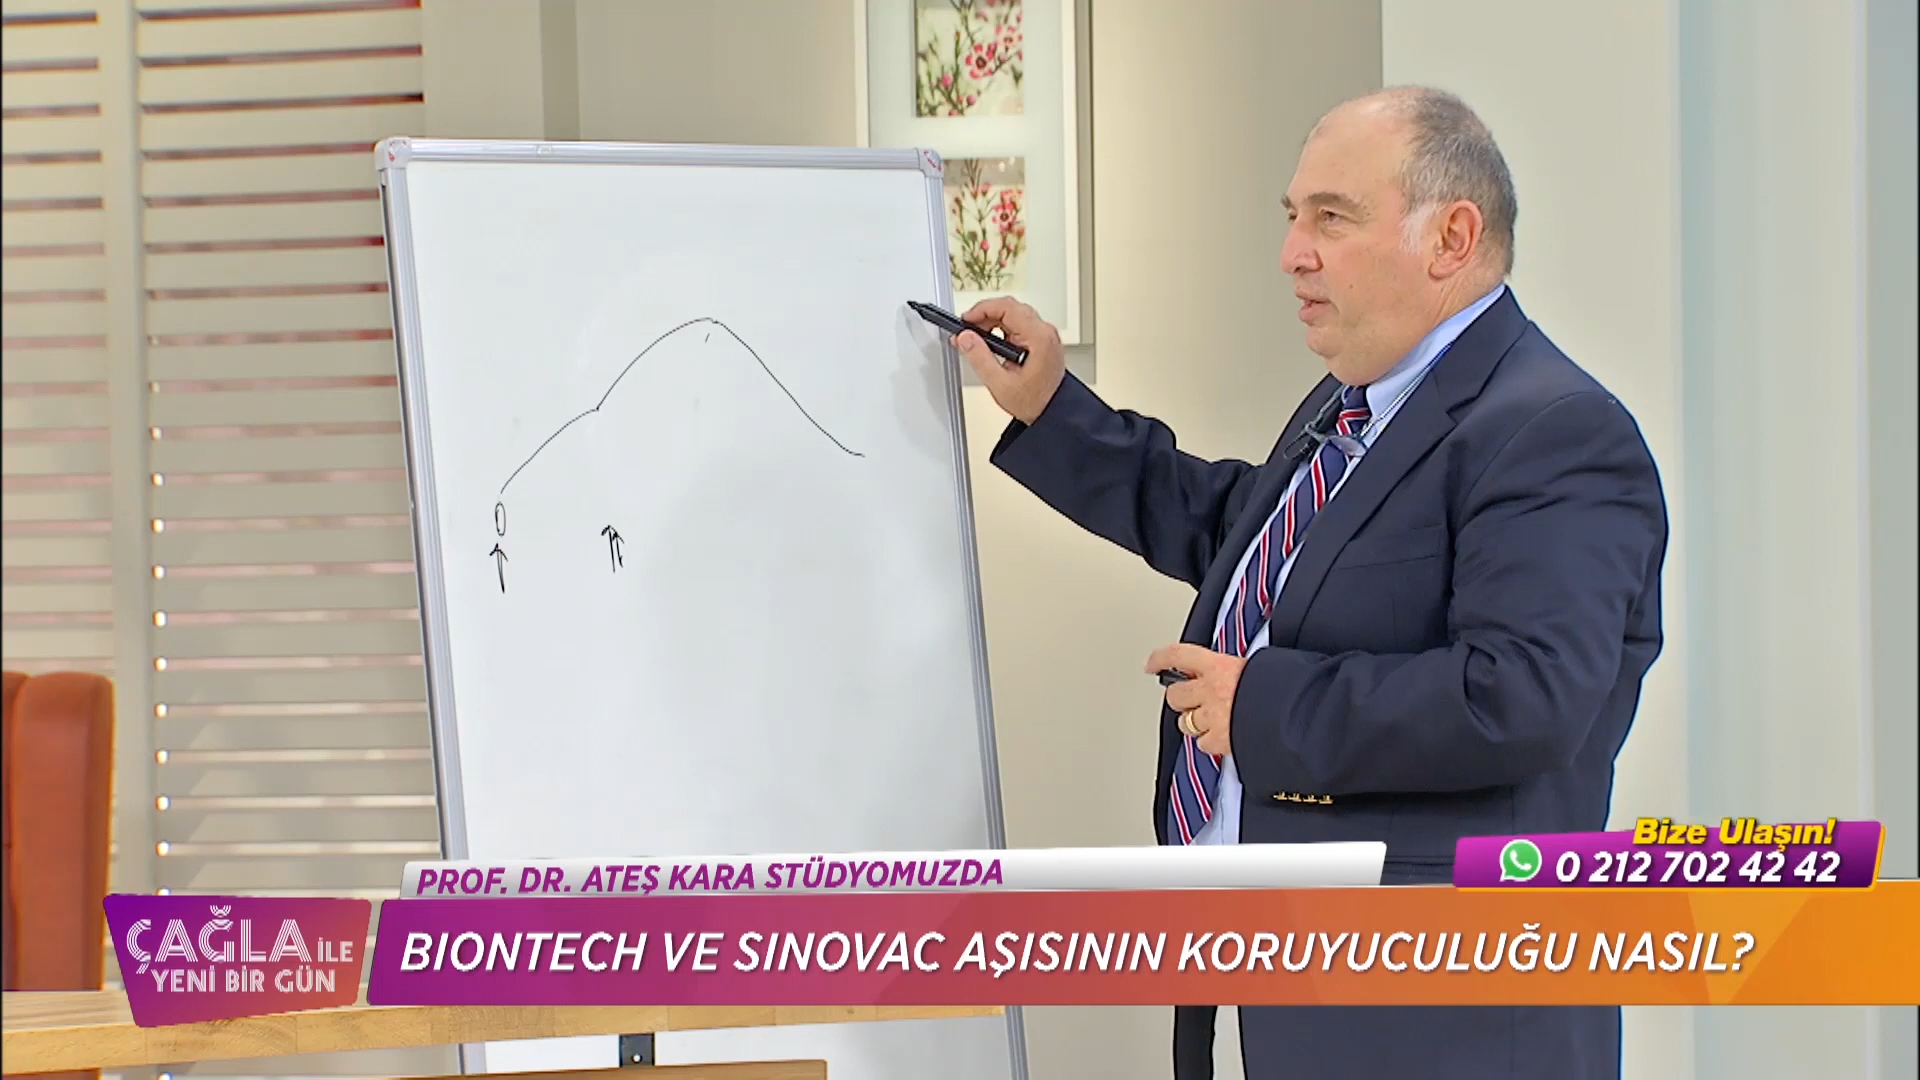 PROF. DR. ATEŞ KARA STÜDYOMUZDA
Bize Ulaşın!
0 212 702 42 42
ÇAĞLA İLE
YENİ BİR GÜN
BIONTECH VE SINOVAC AŞISININ KORUYUCULUĞU NASIL?